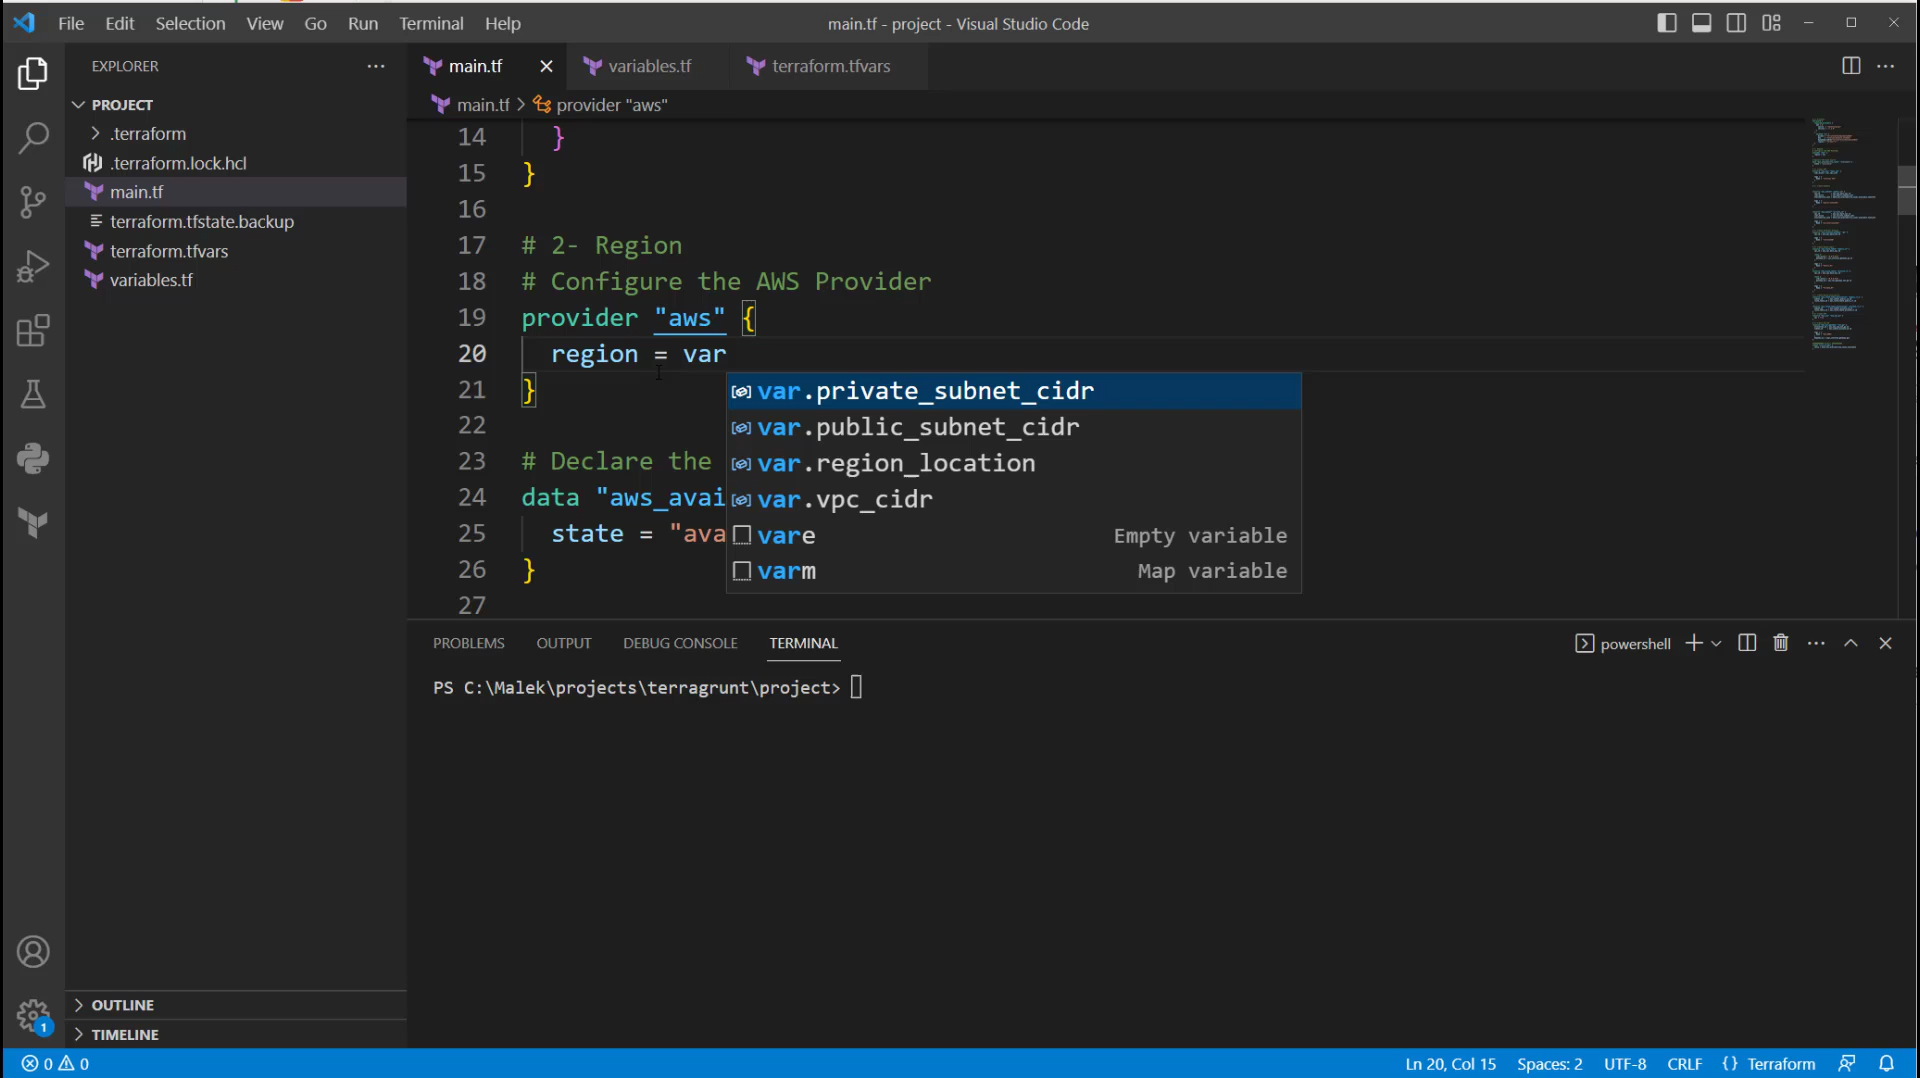 File Edit Selection View Go Run Terminal Help
main.tf - project - Visual Studio Code
EXPLORER
PROJECT
.terraform
.terraform.lock.hcl
main.tf
terraform.tfstate.backup
terraform.tfvars
variables.tf
OUTLINE
TIMELINE
main.tf variables.tf terraform.tfvars
main.tf > provider "aws"
14 }
15 }
16
17 # 2- Region
18 # Configure the AWS Provider
19 provider "aws" {
20 region = var
21 }
22
23 # Declare the
24 data "aws_avai
25 state = "ava
26 }
27
var.private_subnet_cidr
var.public_subnet_cidr
var.region_location
var.vpc_cidr
vare Empty variable
varm Map variable
PROBLEMS OUTPUT DEBUG CONSOLE TERMINAL
powershell
PS C:\Malek\projects\terragrunt\project>
1
0 0
Ln 20, Col 15 Spaces: 2 UTF-8 CRLF {} Terraform